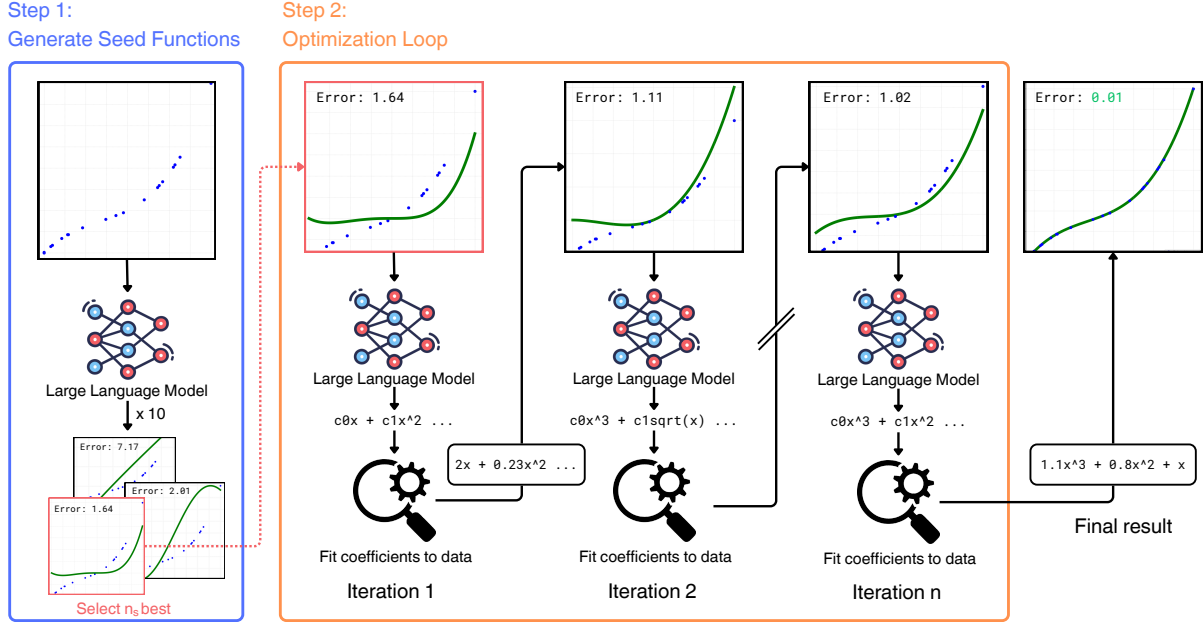 Step 1:
Generate Seed Functions
Large Language Model
x 10
Error: 7.17
Error: 2.01
Error: 1.64
Select nₛ best
Step 2:
Optimization Loop
Error: 1.64
Large Language Model
c0x + c1x^2 ...
Fit coefficients to data
Iteration 1
2x + 0.23x^2 ...
Error: 1.11
Large Language Model
c0x^3 + c1sqrt(x) ...
Fit coefficients to data
Iteration 2
Error: 1.02
Large Language Model
c0x^3 + c1x^2 ...
Fit coefficients to data
Iteration n
Error: 0.01
1.1x^3 + 0.8x^2 + x
Final result